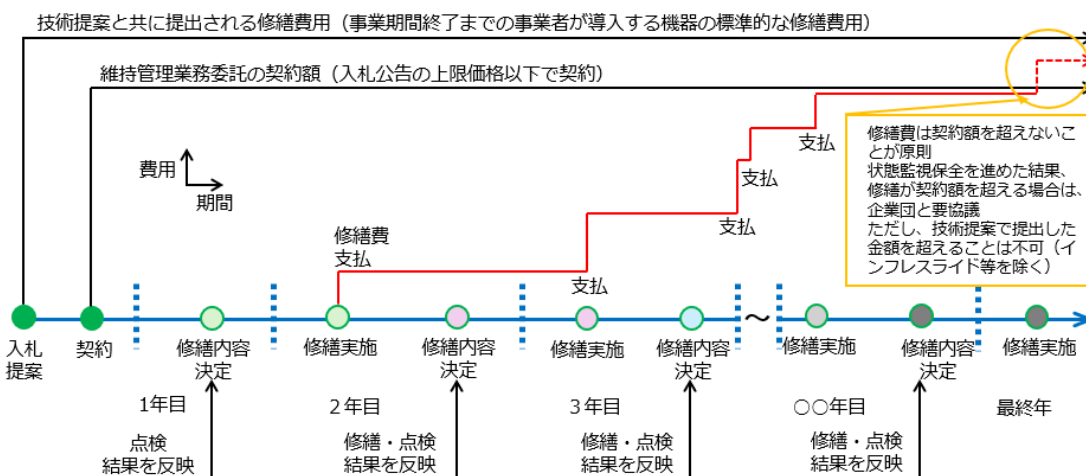 技術提案と共に提出される修繕費用（事業期間終了までの事業者が導入する機器の標準的な修繕費用）
維持管理業務委託の契約額（入札公告の上限価格以下で契約）
修繕費は契約額を超えないこ
とが原則
状態監視保全を進めた結果、
修繕が契約額を超える場合は、
企業団と要協議
ただし、技術提案で提出した
金額を超えることは不可（イ
ンフレスライド等を除く）
費用
期間
修繕費
支払
支払
支払
支払
支払
～
入札
提案
契約
修繕内容
決定
修繕実施
修繕内容
決定
修繕実施
修繕内容
決定
修繕実施
修繕内容
決定
修繕実施
1年目
２年目
３年目
〇〇年目
最終年
点検
結果を反映
修繕・点検
結果を反映
修繕・点検
結果を反映
修繕・点検
結果を反映